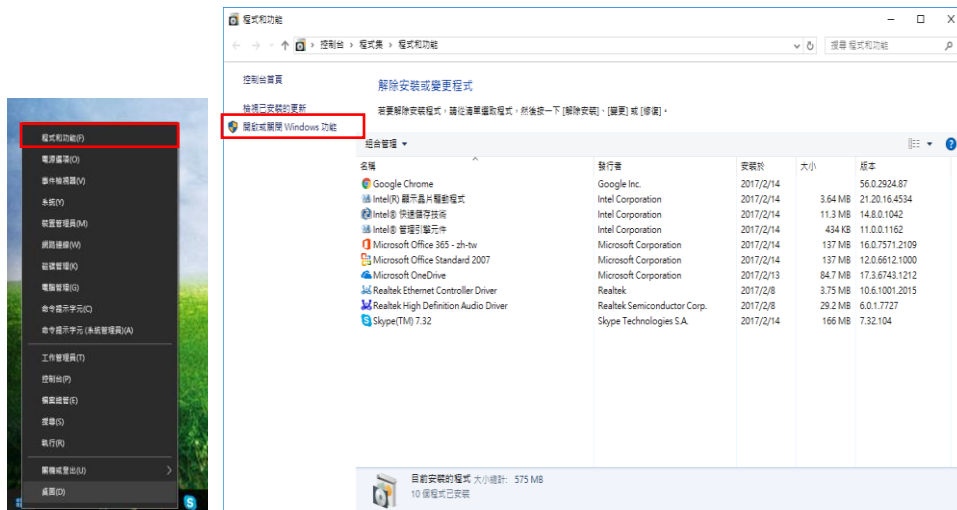 程式和功能(F)
電源選項(O)
事件檢視器(V)
系統(Y)
裝置管理員(M)
網路連線(W)
磁碟管理(K)
電腦管理(G)
命令提示字元(C)
命令提示字元 (系統管理員)(A)
工作管理員(T)
控制台(P)
檔案總管(E)
搜尋(S)
執行(R)
關機或登出(U)
桌面(D)
程式和功能
控制台 › 程式集 › 程式和功能
搜尋 程式和功能
控制台首頁
檢視已安裝的更新
開啟或關閉 Windows 功能
解除安裝或變更程式
若要解除安裝程式，請從清單選取程式，然後按一下 [解除安裝]、[變更] 或 [修復]。
組合管理
名稱 發行者 安裝於 大小 版本
Google Chrome Google Inc. 2017/2/14 56.0.2924.87
Intel(R) 顯示晶片驅動程式 Intel Corporation 2017/2/14 3.64 MB 21.20.16.4534
Intel® 快速儲存技術 Intel Corporation 2017/2/14 11.3 MB 14.8.0.1042
Intel® 管理引擎元件 Intel Corporation 2017/2/14 434 KB 11.0.0.1162
Microsoft Office 365 - zh-tw Microsoft Corporation 2017/2/14 137 MB 16.0.7571.2109
Microsoft Office Standard 2007 Microsoft Corporation 2017/2/14 137 MB 12.0.6612.1000
Microsoft OneDrive Microsoft Corporation 2017/2/13 84.7 MB 17.3.6743.1212
Realtek Ethernet Controller Driver Realtek 2017/2/8 3.75 MB 10.6.1001.2015
Realtek High Definition Audio Driver Realtek Semiconductor Corp. 2017/2/8 29.2 MB 6.0.1.7727
Skype(TM) 7.32 Skype Technologies S.A. 2017/2/14 166 MB 7.32.104
目前安裝的程式 大小總計: 575 MB
10 個程式已安裝